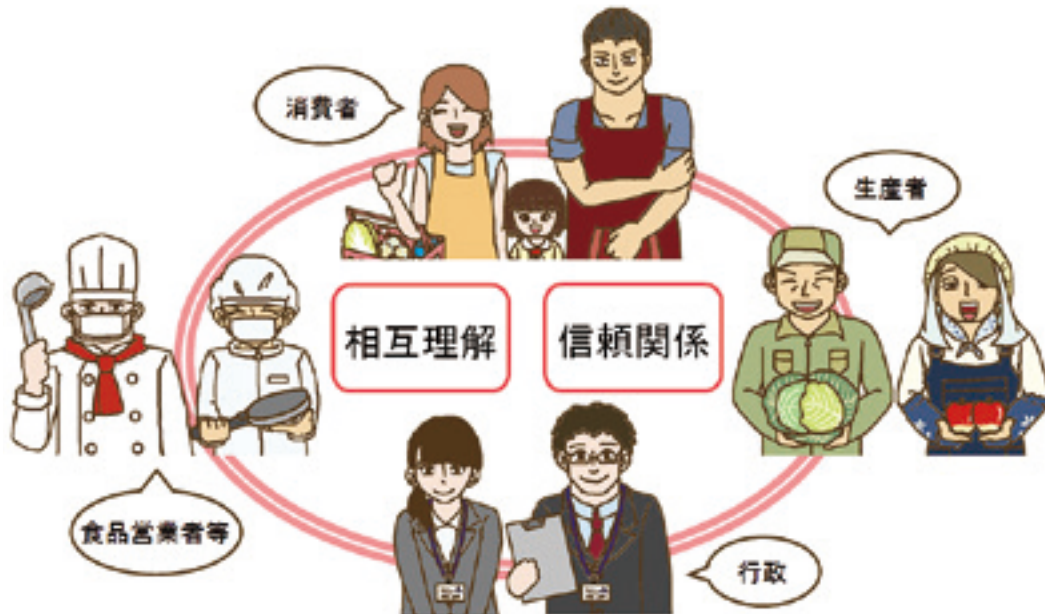 消費者
生産者
相互理解
信頼関係
食品営業者等
行政